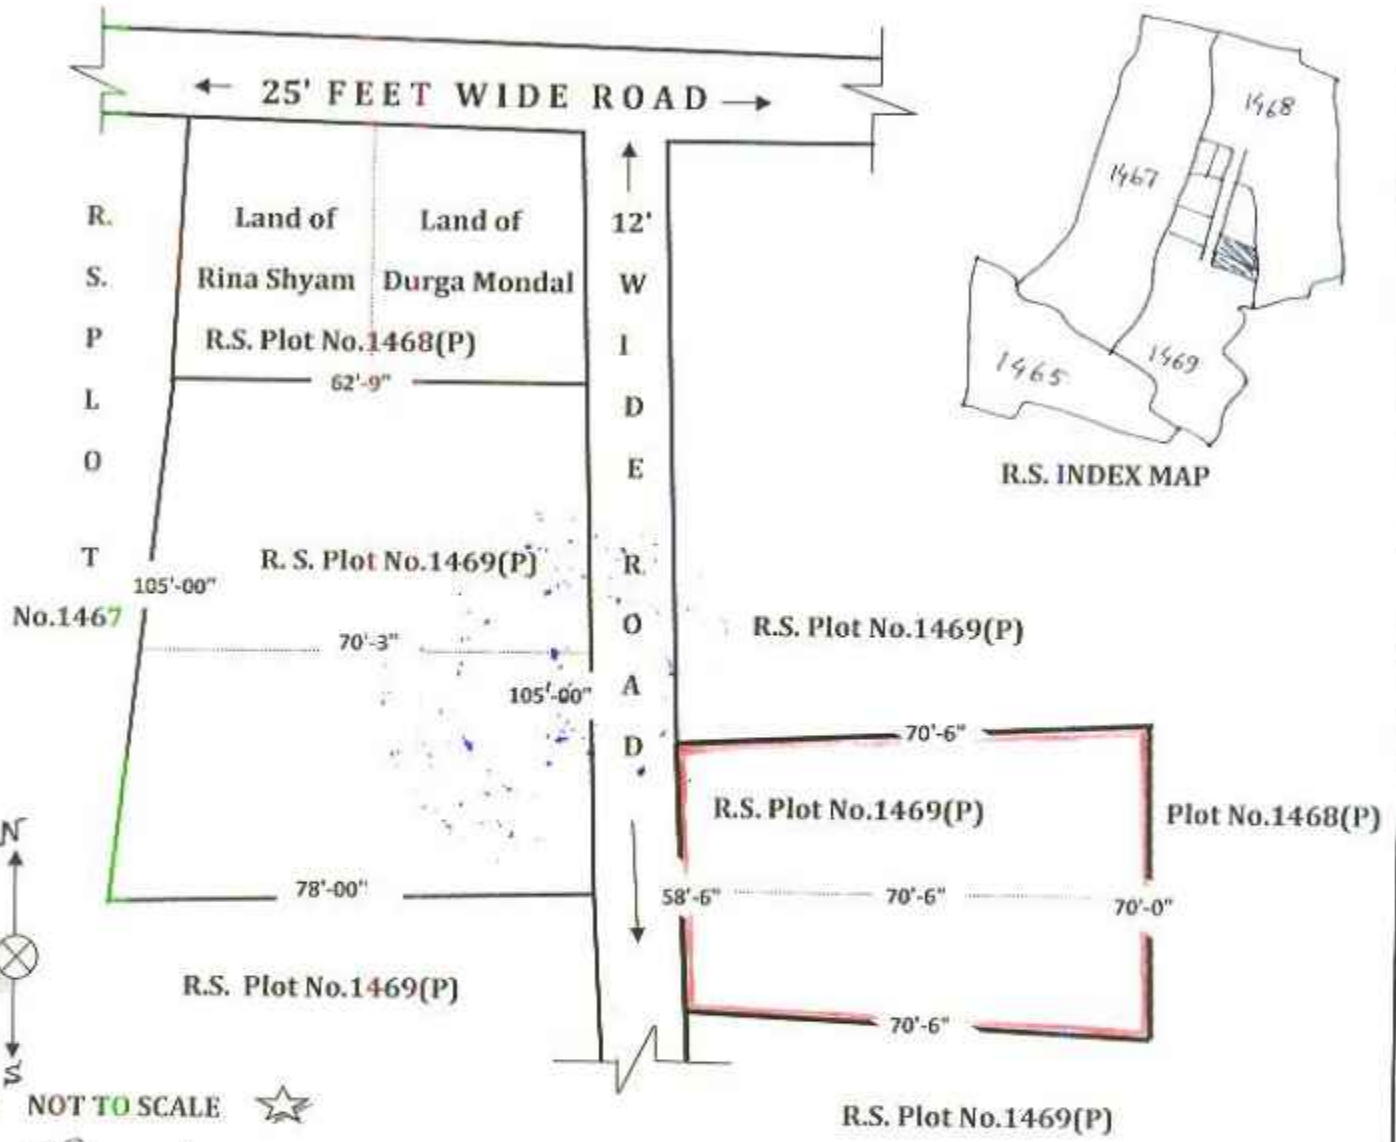 25' FEET WIDE ROAD
1468
1467
1469
1465
R.S. INDEX MAP
R.
S.
P
L
O
T
No.1467
Land of
Rina Shyam
Land of
Durga Mondal
R.S. Plot No.1468(P)
62'-9"
12'
W
I
D
E
R
O
A
D
R. S. Plot No.1469(P)
105'-00"
70'-3"
105'-00"
78'-00"
R.S. Plot No.1469(P)
R.S. Plot No.1469(P)
70'-6"
R.S. Plot No.1469(P)
Plot No.1468(P)
58'-6"
70'-6"
70'-0"
70'-6"
R.S. Plot No.1469(P)
N
S
NOT TO SCALE